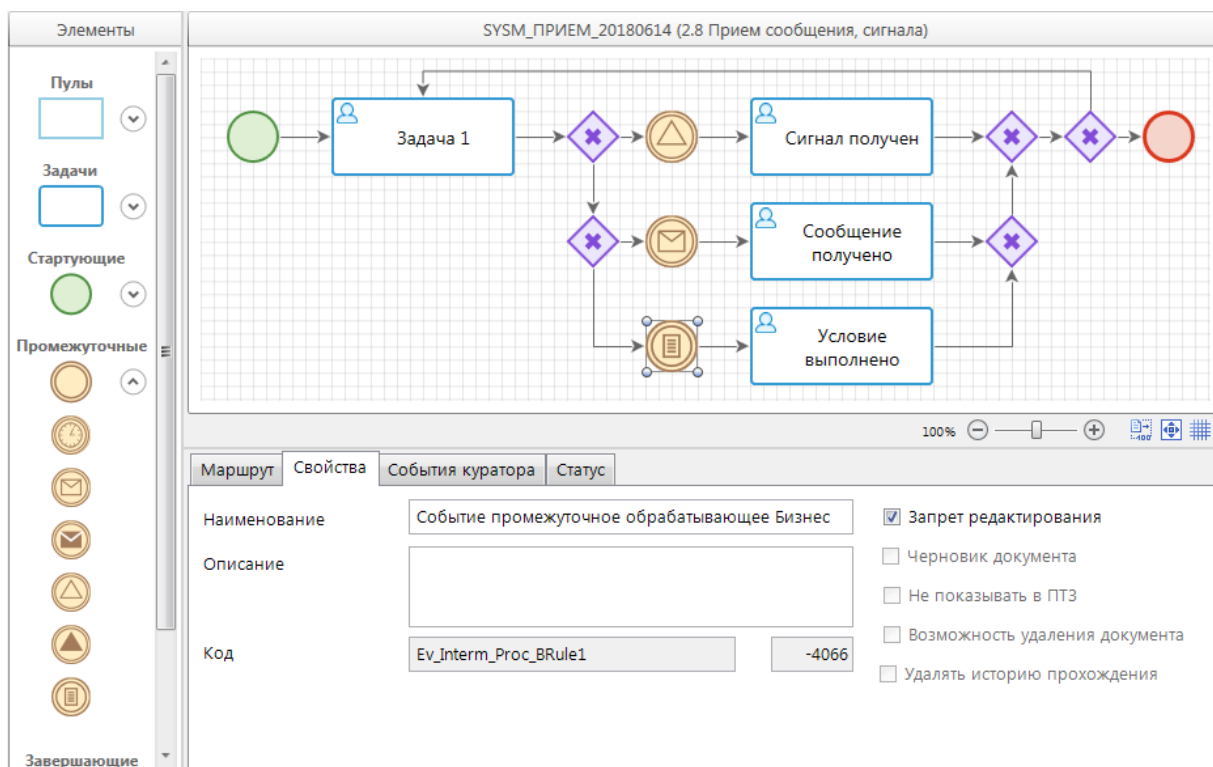 Элементы
SYSM_ПРИЕМ_20180614 (2.8 Прием сообщения, сигнала)
Пулы
Задачи
Стартующие
Промежуточные
Завершающие
Задача 1
Сигнал получен
Сообщение
получено
Условие
выполнено
100%
Маршрут
Свойства
События куратора
Статус
Наименование
Событие промежуточное обрабатывающее Бизнес
Описание
Код
Ev_Interm_Proc_BRule1
-4066
Запрет редактирования
Черновик документа
Не показывать в ПТЗ
Возможность удаления документа
Удалять историю прохождения